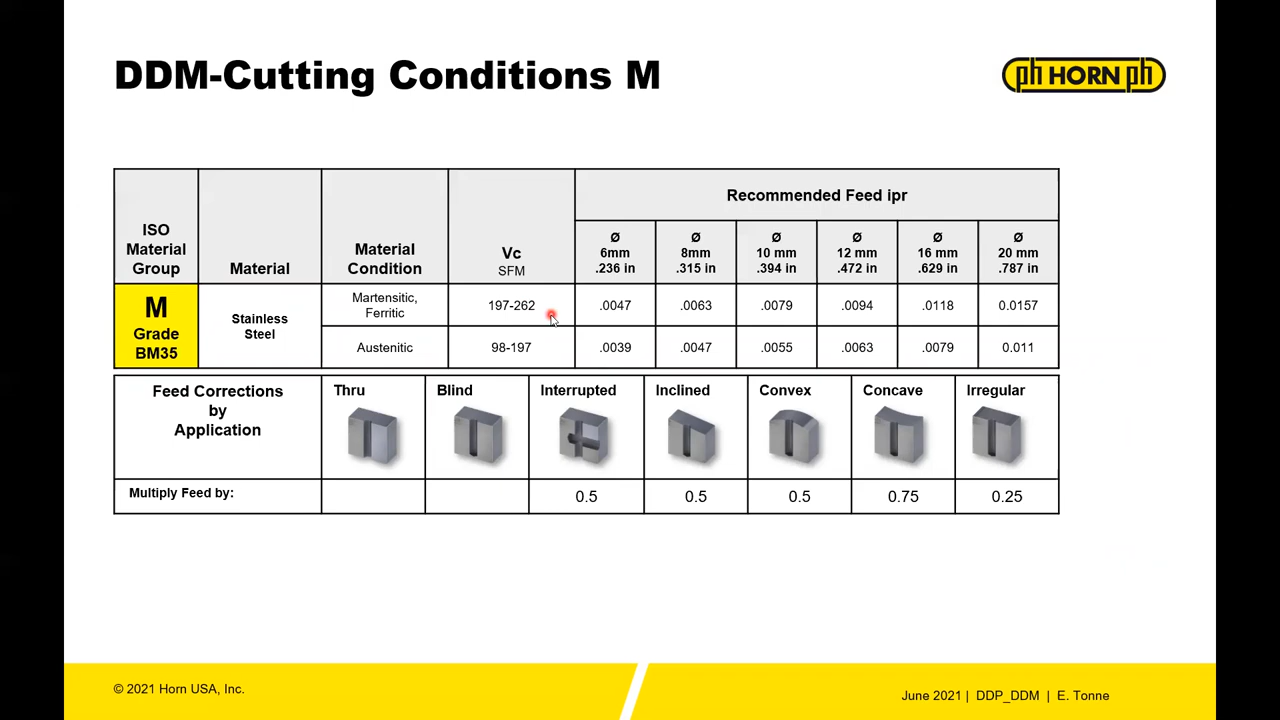 DDM-Cutting Conditions M
ph HORN ph
ISO
Material
Group
Material
Material
Condition
Vc
SFM
Recommended Feed ipr
Ø
6mm
.236 in
Ø
8mm
.315 in
Ø
10 mm
.394 in
Ø
12 mm
.472 in
Ø
16 mm
.629 in
Ø
20 mm
.787 in
M
Grade
BM35
Stainless
Steel
Martensitic,
Ferritic
197-262
.0047
.0063
.0079
.0094
.0118
0.0157
Austenitic
98-197
.0039
.0047
.0055
.0063
.0079
0.011
Feed Corrections
by
Application
Thru
Blind
Interrupted
Inclined
Convex
Concave
Irregular
Multiply Feed by:
0.5
0.5
0.5
0.75
0.25
© 2021 Horn USA, Inc.
June 2021 | DDP_DDM | E. Tonne